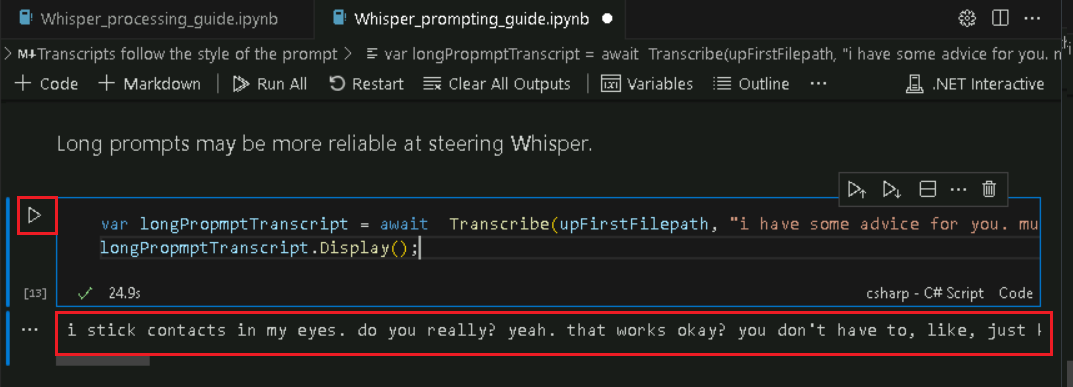 Whisper_processing_guide.ipynb Whisper_prompting_guide.ipynb
M↓Transcripts follow the style of the prompt > var longPropmptTranscript = await Transcribe(upFirstFilepath, "i have some advice for you.
+ Code + Markdown Run All Restart Clear All Outputs Variables Outline ... .NET Interactive
Long prompts may be more reliable at steering Whisper.
var longPropmptTranscript = await Transcribe(upFirstFilepath, "i have some advice for you. mu
longPropmptTranscript.Display();
[13] 24.9s csharp - C# Script Code
i stick contacts in my eyes. do you really? yeah. that works okay? you don't have to, like, just